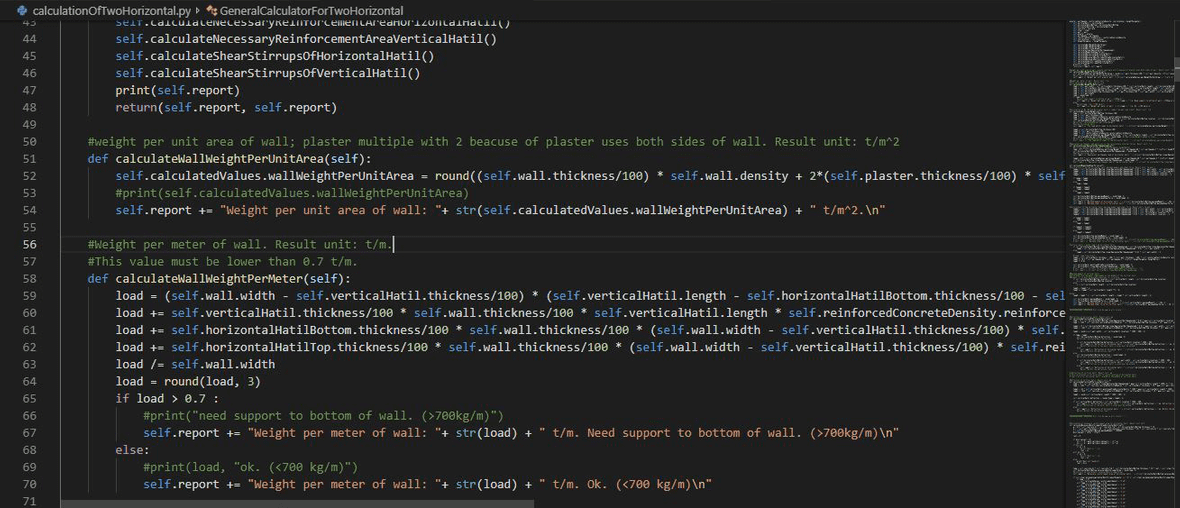 calculationOfTwoHorizontal.py GeneralCalculatorForTwoHorizontal
43 self.calculateNecessaryReinforcementAreaHorizontalHatil()
44 self.calculateNecessaryReinforcementAreaVerticalHatil()
45 self.calculateShearStirrupsOfHorizontalHatil()
46 self.calculateShearStirrupsOfVerticalHatil()
47 print(self.report)
48 return(self.report, self.report)
49
50 #weight per unit area of wall; plaster multiple with 2 beacuse of plaster uses both sides of wall. Result unit: t/m^2
51 def calculateWallWeightPerUnitArea(self):
52 self.calculatedValues.wallWeightPerUnitArea = round((self.wall.thickness/100) * self.wall.density + 2*(self.plaster.thickness/100) * self
53 #print(self.calculatedValues.wallWeightPerUnitArea)
54 self.report += "Weight per unit area of wall: "+ str(self.calculatedValues.wallWeightPerUnitArea) + " t/m^2.\n"
55
56 #Weight per meter of wall. Result unit: t/m.
57 #This value must be lower than 0.7 t/m.
58 def calculateWallWeightPerMeter(self):
59 load = (self.wall.width - self.verticalHatil.thickness/100) * (self.verticalHatil.length - self.horizontalHatilBottom.thickness/100 - sel
60 load += self.verticalHatil.thickness/100 * self.wall.thickness/100 * self.verticalHatil.length * self.reinforcedConcreteDensity.reinforce
61 load += self.horizontalHatilBottom.thickness/100 * self.wall.thickness/100 * (self.wall.width - self.verticalHatil.thickness/100) * self.
62 load += self.horizontalHatilTop.thickness/100 * self.wall.thickness/100 * (self.wall.width - self.verticalHatil.thickness/100) * self.rei
63 load /= self.wall.width
64 load = round(load, 3)
65 if load > 0.7 :
66 #print("need support to bottom of wall. (>700kg/m)")
67 self.report += "Weight per meter of wall: "+ str(load) + " t/m. Need support to bottom of wall. (>700kg/m)\n"
68 else:
69 #print(load, "ok. (<700 kg/m)")
70 self.report += "Weight per meter of wall: "+ str(load) + " t/m. Ok. (<700 kg/m)\n"
71